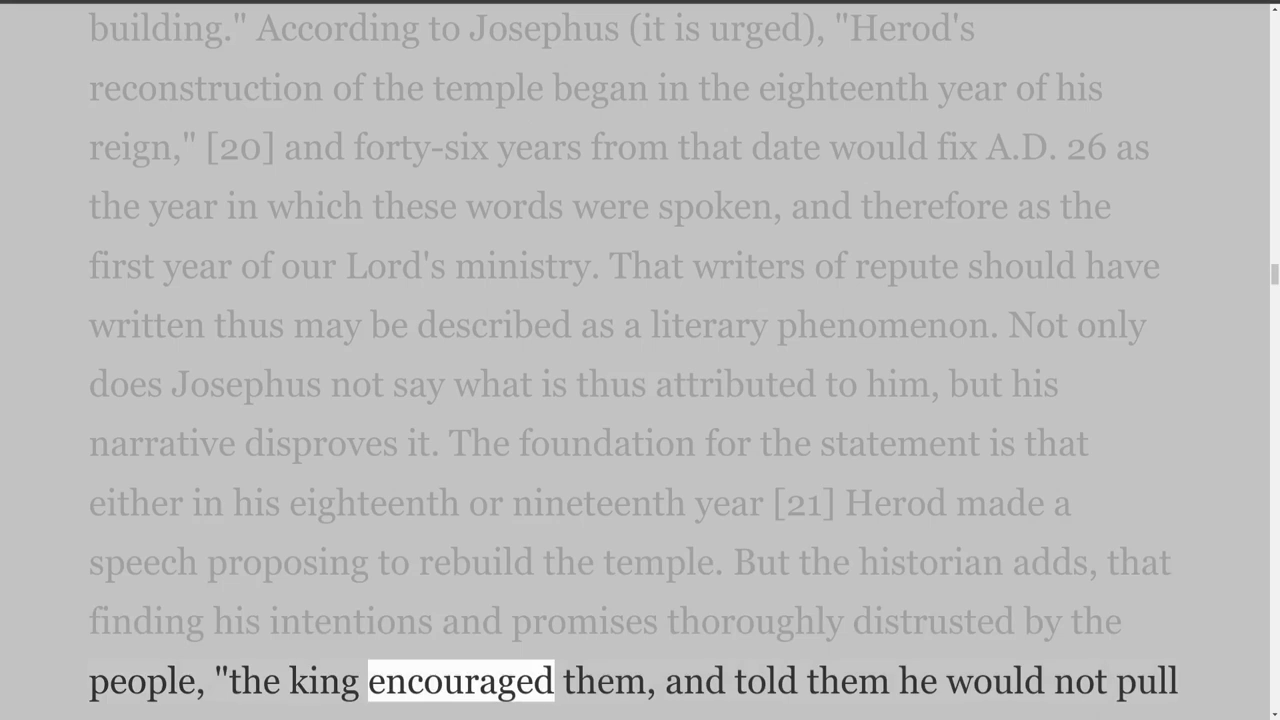 building." According to Josephus (it is urged), "Herod's
reconstruction of the temple began in the eighteenth year of his
reign," [20] and forty-six years from that date would fix A.D. 26 as
the year in which these words were spoken, and therefore as the
first year of our Lord's ministry. That writers of repute should have
written thus may be described as a literary phenomenon. Not only
does Josephus not say what is thus attributed to him, but his
narrative disproves it. The foundation for the statement is that
either in his eighteenth or nineteenth year [21] Herod made a
speech proposing to rebuild the temple. But the historian adds, that
finding his intentions and promises thoroughly distrusted by the
people, "the king encouraged them, and told them he would not pull